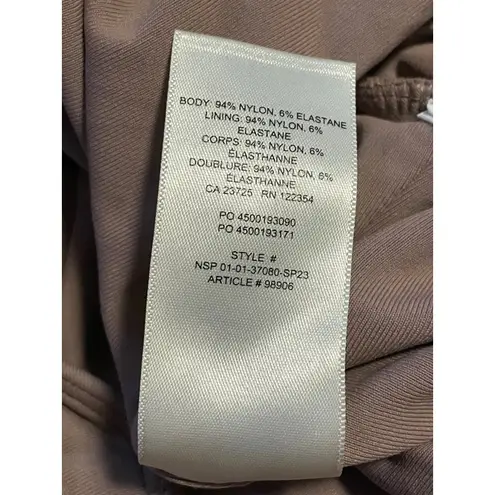 BODY: 94% NYLON, 6% ELASTANE
LINING: 94% NYLON, 6%
ELASTANE
CORPS: 94% NYLON, 6%
ÉLASTHANNE
DOUBLURE: 94% NYLON, 6%
ÉLASTHANNE
CA 23725 RN 122354
PO 4500193090
PO 4500193171
STYLE #
NSP 01-01-37080-SP23
ARTICLE # 98906